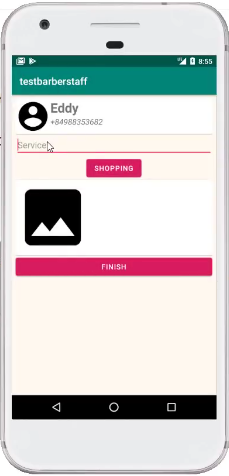 8:55
testbarberstaff
Eddy
+84988353682
Service
SHOPPING
FINISH